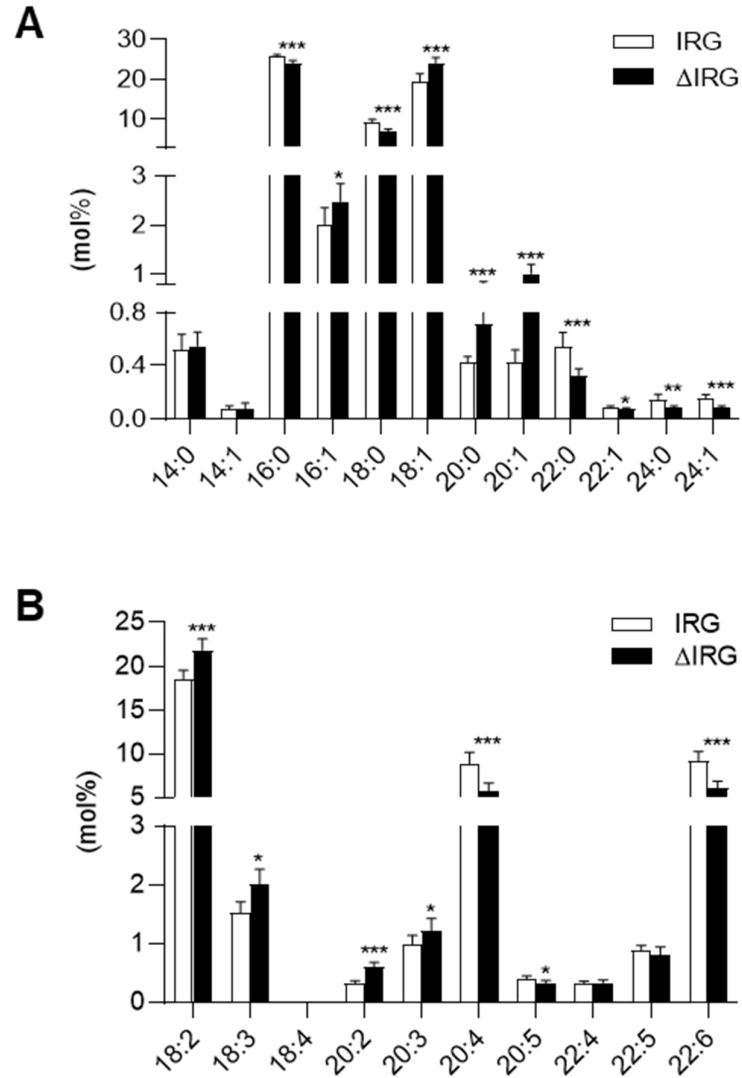 A
IRG
ΔIRG
(mol%)
30
20
10
3
2
1
0.8
0.4
0.0
*** * *** *** *** *** *** * ** ***
14:0 14:1 16:0 16:1 18:0 18:1 20:0 20:1 22:0 22:1 24:0 24:1
B
IRG
ΔIRG
(mol%)
25
20
15
10
5
3
2
1
0
*** * *** * *** * ***
18:2 18:3 18:4 20:2 20:3 20:4 20:5 22:4 22:5 22:6